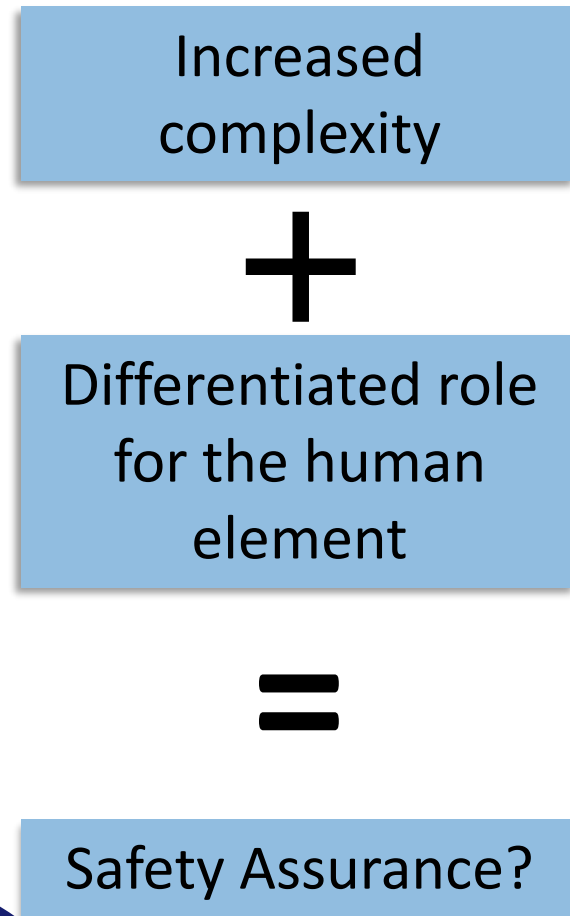 Increased
complexity
+
Differentiated role
for the human
element
=
Safety Assurance?